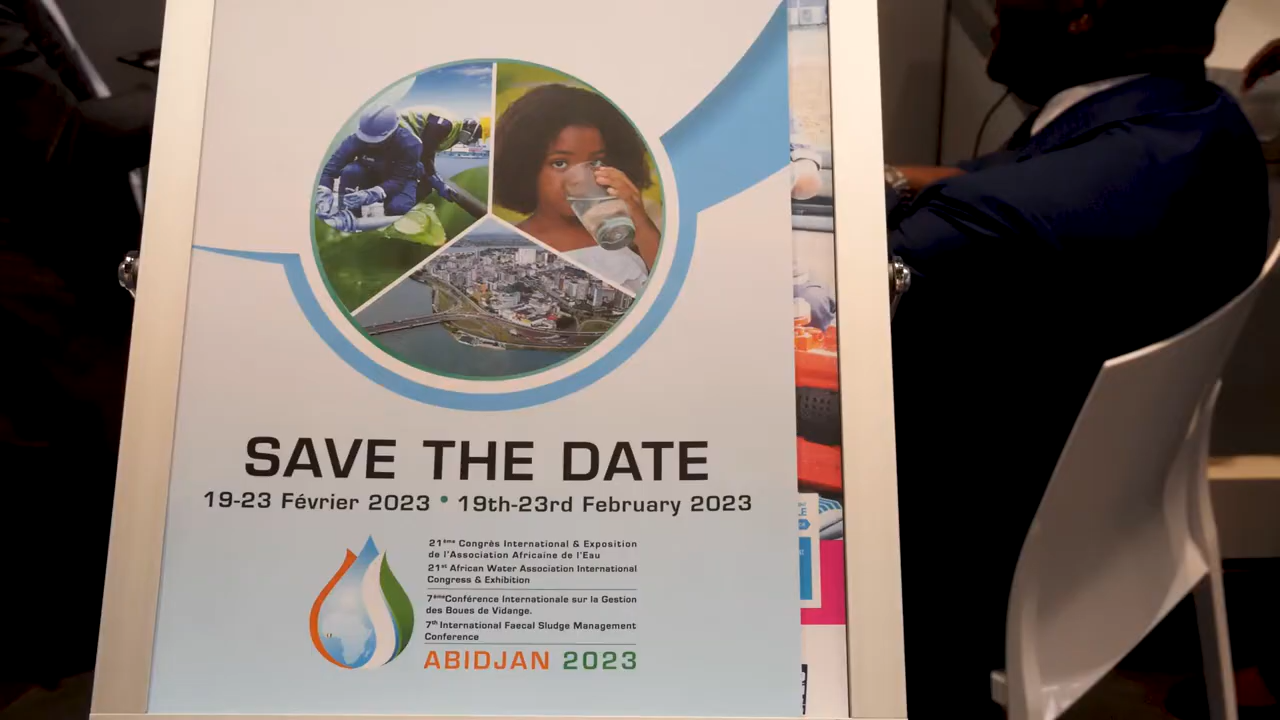 SAVE THE DATE
19-23 Février 2023 • 19th-23rd February 2023
21ème Congrès International & Exposition
de l'Association Africaine de l'Eau
21st African Water Association International
Congress & Exhibition
7ème Conférence Internationale sur la Gestion
des Boues de Vidange.
7th International Faecal Sludge Management
Conference
ABIDJAN 2023